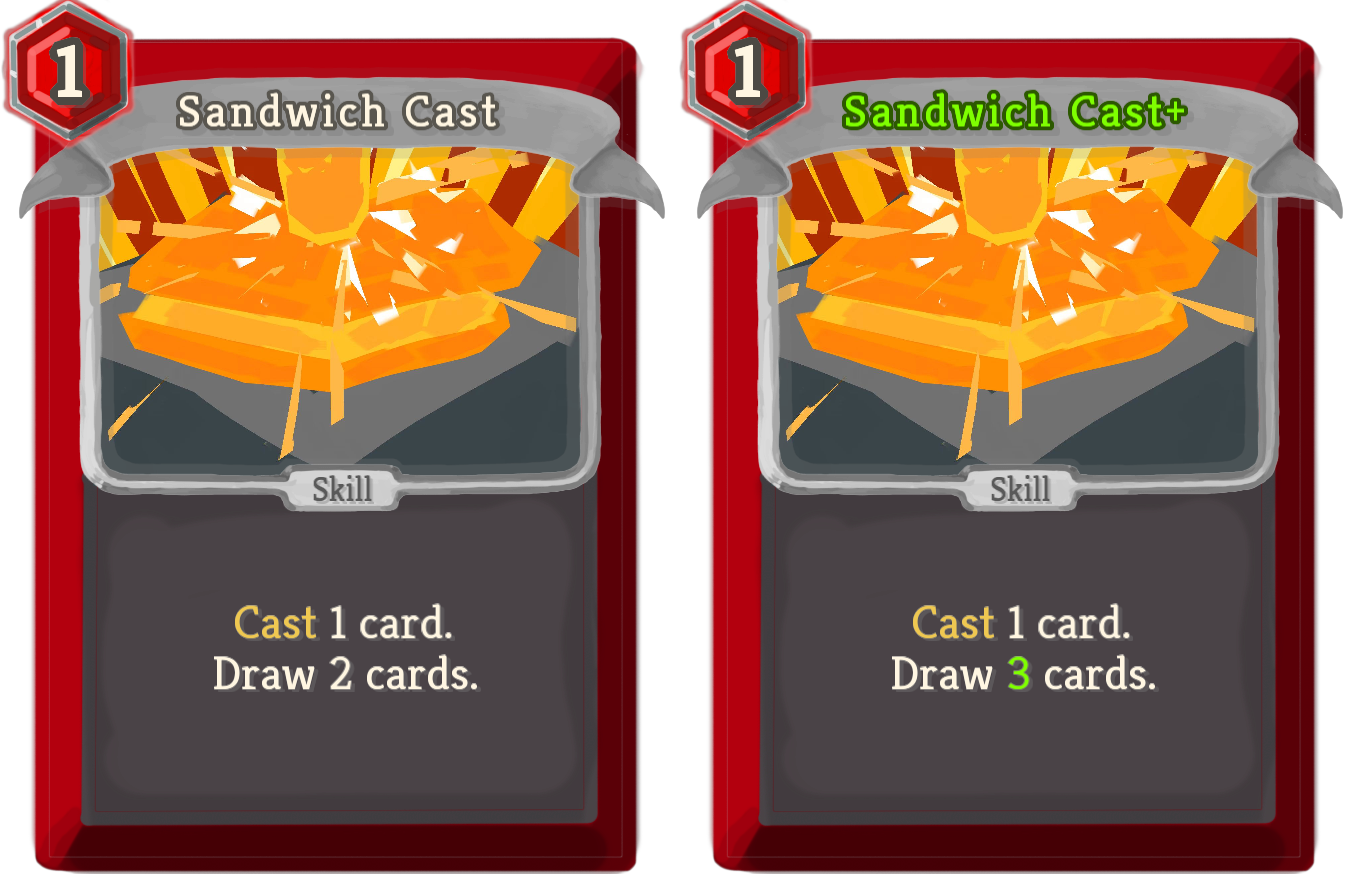 1
Sandwich Cast
Skill
Cast 1 card.
Draw 2 cards.
1
Sandwich Cast+
Skill
Cast 1 card.
Draw 3 cards.